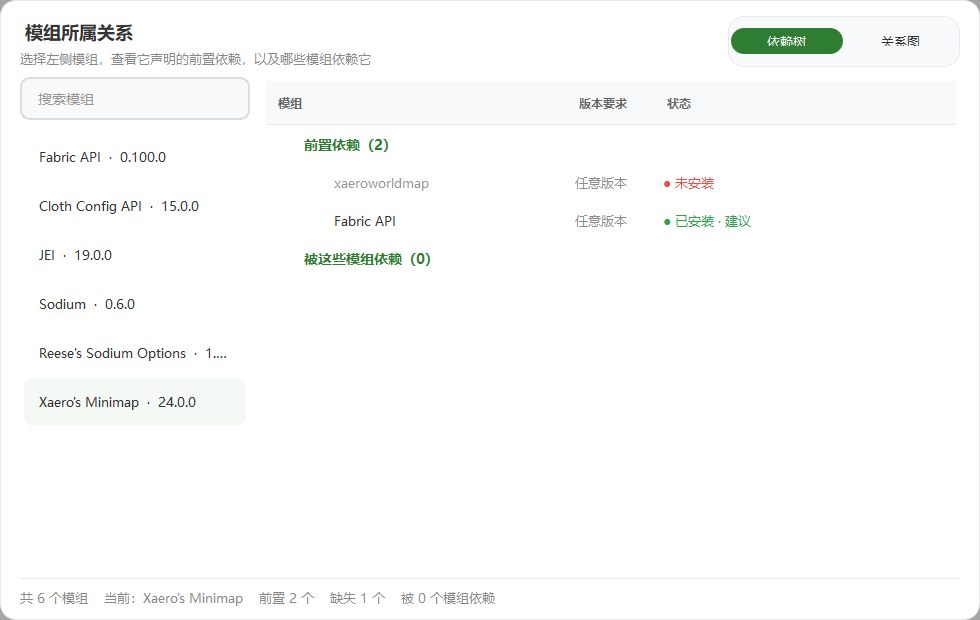 模组所属关系
选择左侧模组，查看它声明的前置依赖，以及哪些模组依赖它
依赖树
关系图
搜索模组
Fabric API · 0.100.0
Cloth Config API · 15.0.0
JEI · 19.0.0
Sodium · 0.6.0
Reese's Sodium Options · 1....
Xaero's Minimap · 24.0.0
模组 版本要求 状态
前置依赖（2）
xaeroworldmap 任意版本 ● 未安装
Fabric API 任意版本 ● 已安装 · 建议
被这些模组依赖（0）
共 6 个模组 当前：Xaero's Minimap 前置 2 个 缺失 1 个 被 0 个模组依赖